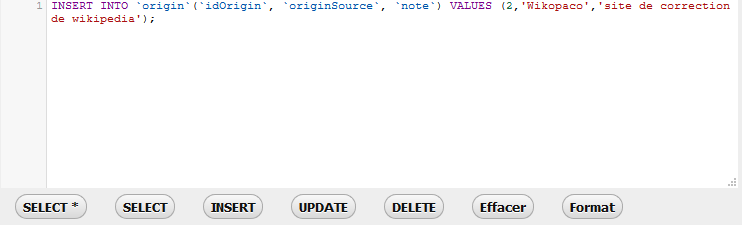 1 INSERT INTO `origin`(`idOrigin`, `originSource`, `note`) VALUES (2,'Wikopaco','site de correction
de wikipedia');
SELECT * SELECT INSERT UPDATE DELETE Effacer Format